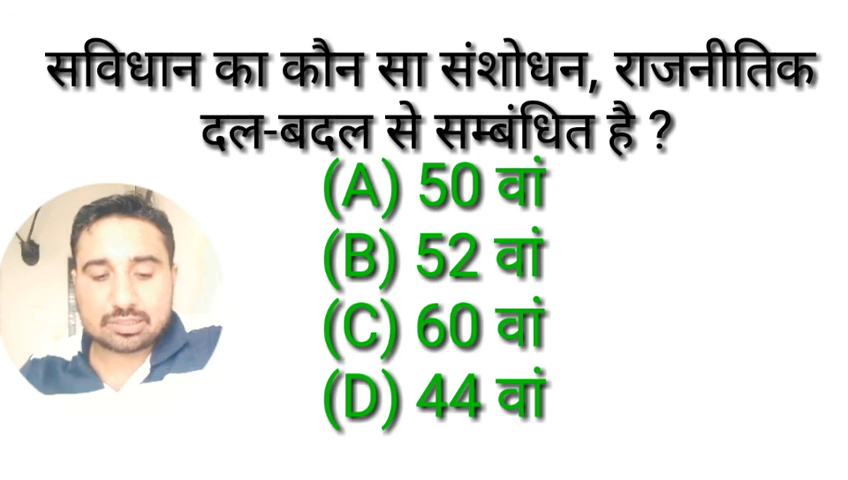 सविधान का कौन सा संशोधन, राजनीतिक
दल-बदल से सम्बंधित है ?
(A) 50 वां
(B) 52 वां
(C) 60 वां
(D) 44 वां